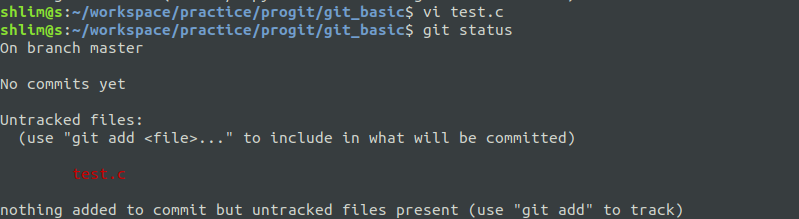 shlim@s:~/workspace/practice/progit/git_basic$ vi test.c
shlim@s:~/workspace/practice/progit/git_basic$ git status
On branch master
No commits yet
Untracked files:
(use "git add <file>..." to include in what will be committed)
test.c
nothing added to commit but untracked files present (use "git add" to track)